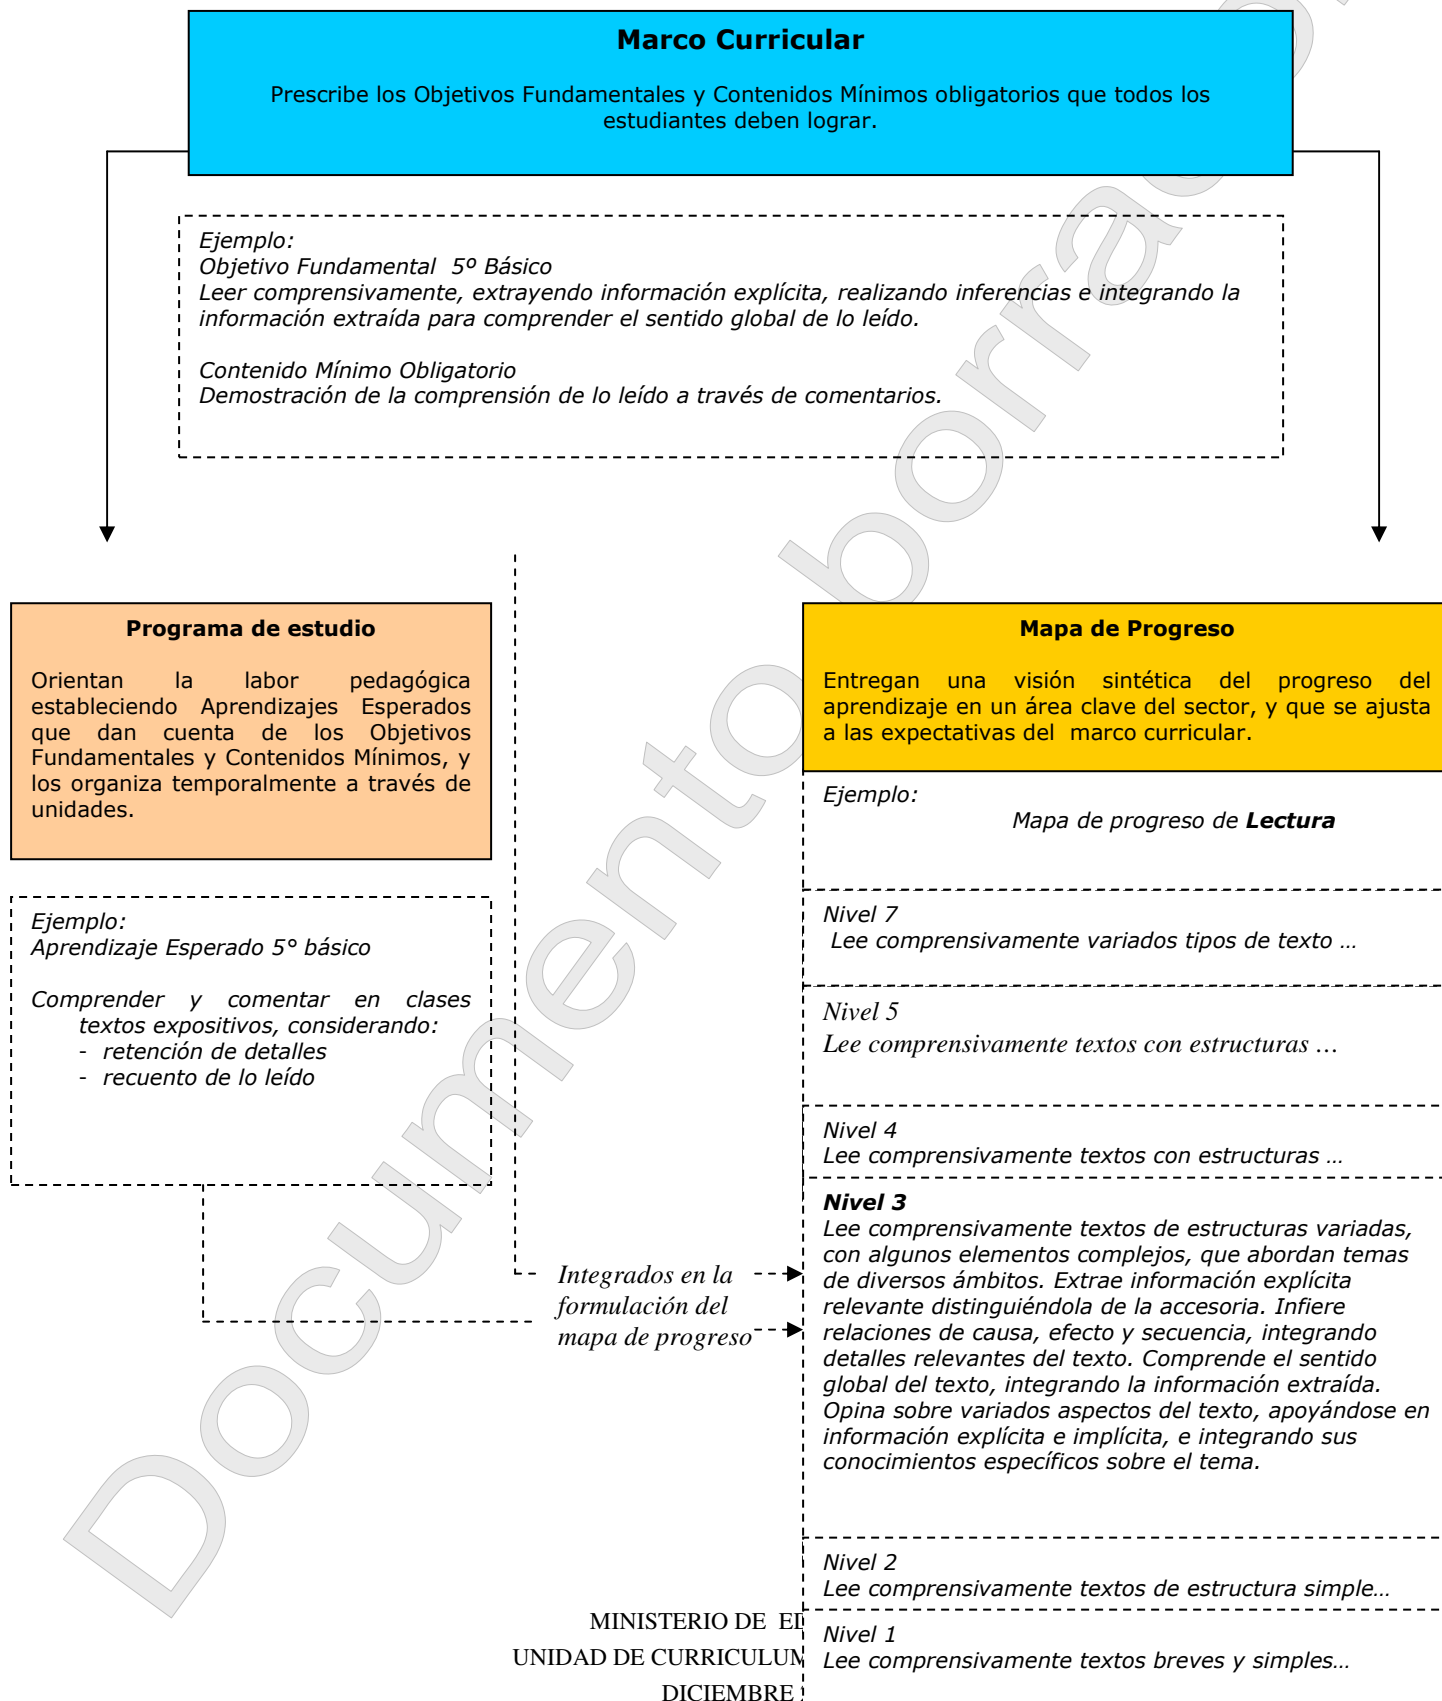 Marco Curricular
Prescribe los Objetivos Fundamentales y Contenidos Mínimos obligatorios que todos los
estudiantes deben lograr.
Ejemplo:
Objetivo Fundamental 5º Básico
Leer comprensivamente, extrayendo información explícita, realizando inferencias e integrando la
información extraída para comprender el sentido global de lo leído.
Contenido Mínimo Obligatorio
Demostración de la comprensión de lo leído a través de comentarios.
Programa de estudio
Orientan la labor pedagógica
estableciendo Aprendizajes Esperados
que dan cuenta de los Objetivos
Fundamentales y Contenidos Mínimos, y
los organiza temporalmente a través de
unidades.
Ejemplo:
Aprendizaje Esperado 5° básico
Comprender y comentar en clases
textos expositivos, considerando:
- retención de detalles
- recuento de lo leído
Integrados en la
formulación del
mapa de progreso
Mapa de Progreso
Entregan una visión sintética del progreso del
aprendizaje en un área clave del sector, y que se ajusta
a las expectativas del marco curricular.
Ejemplo:
Mapa de progreso de Lectura
Nivel 7
Lee comprensivamente variados tipos de texto …
Nivel 5
Lee comprensivamente textos con estructuras …
Nivel 4
Lee comprensivamente textos con estructuras …
Nivel 3
Lee comprensivamente textos de estructuras variadas,
con algunos elementos complejos, que abordan temas
de diversos ámbitos. Extrae información explícita
relevante distinguiéndola de la accesoria. Infiere
relaciones de causa, efecto y secuencia, integrando
detalles relevantes del texto. Comprende el sentido
global del texto, integrando la información extraída.
Opina sobre variados aspectos del texto, apoyándose en
información explícita e implícita, e integrando sus
conocimientos específicos sobre el tema.
Nivel 2
Lee comprensivamente textos de estructura simple…
Nivel 1
Lee comprensivamente textos breves y simples…
MINISTERIO DE
UNIDAD DE
DICIEMBRE
Documento